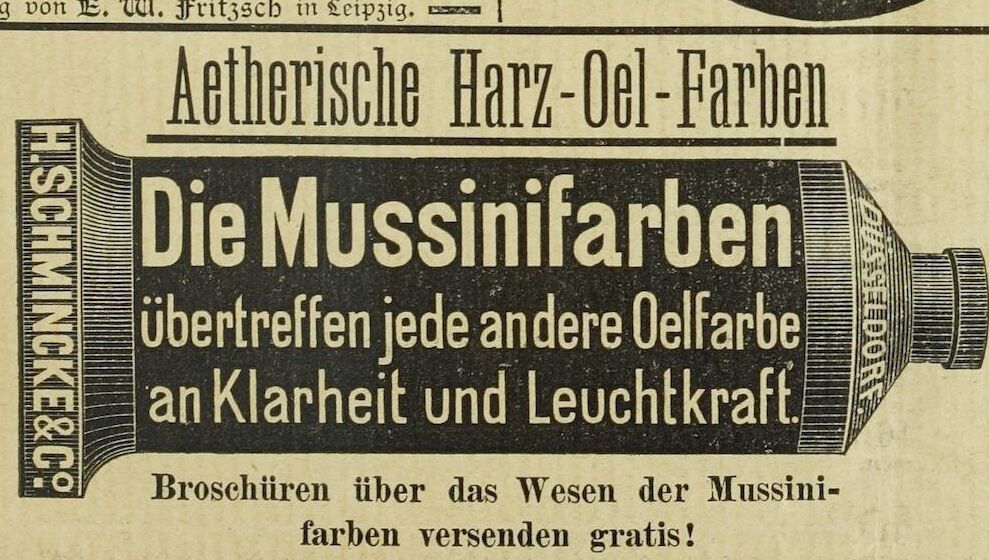 g von E. W. Fritzsch in Leipzig.
Aetherische Harz-Oel-Farben
H. SCHMINCKE & Co.
Die Mussinifarben
übertreffen jede andere Oelfarbe
an Klarheit und Leuchtkraft.
DÜSSELDORF.
Broschüren über das Wesen der Mussini-
farben versenden gratis!